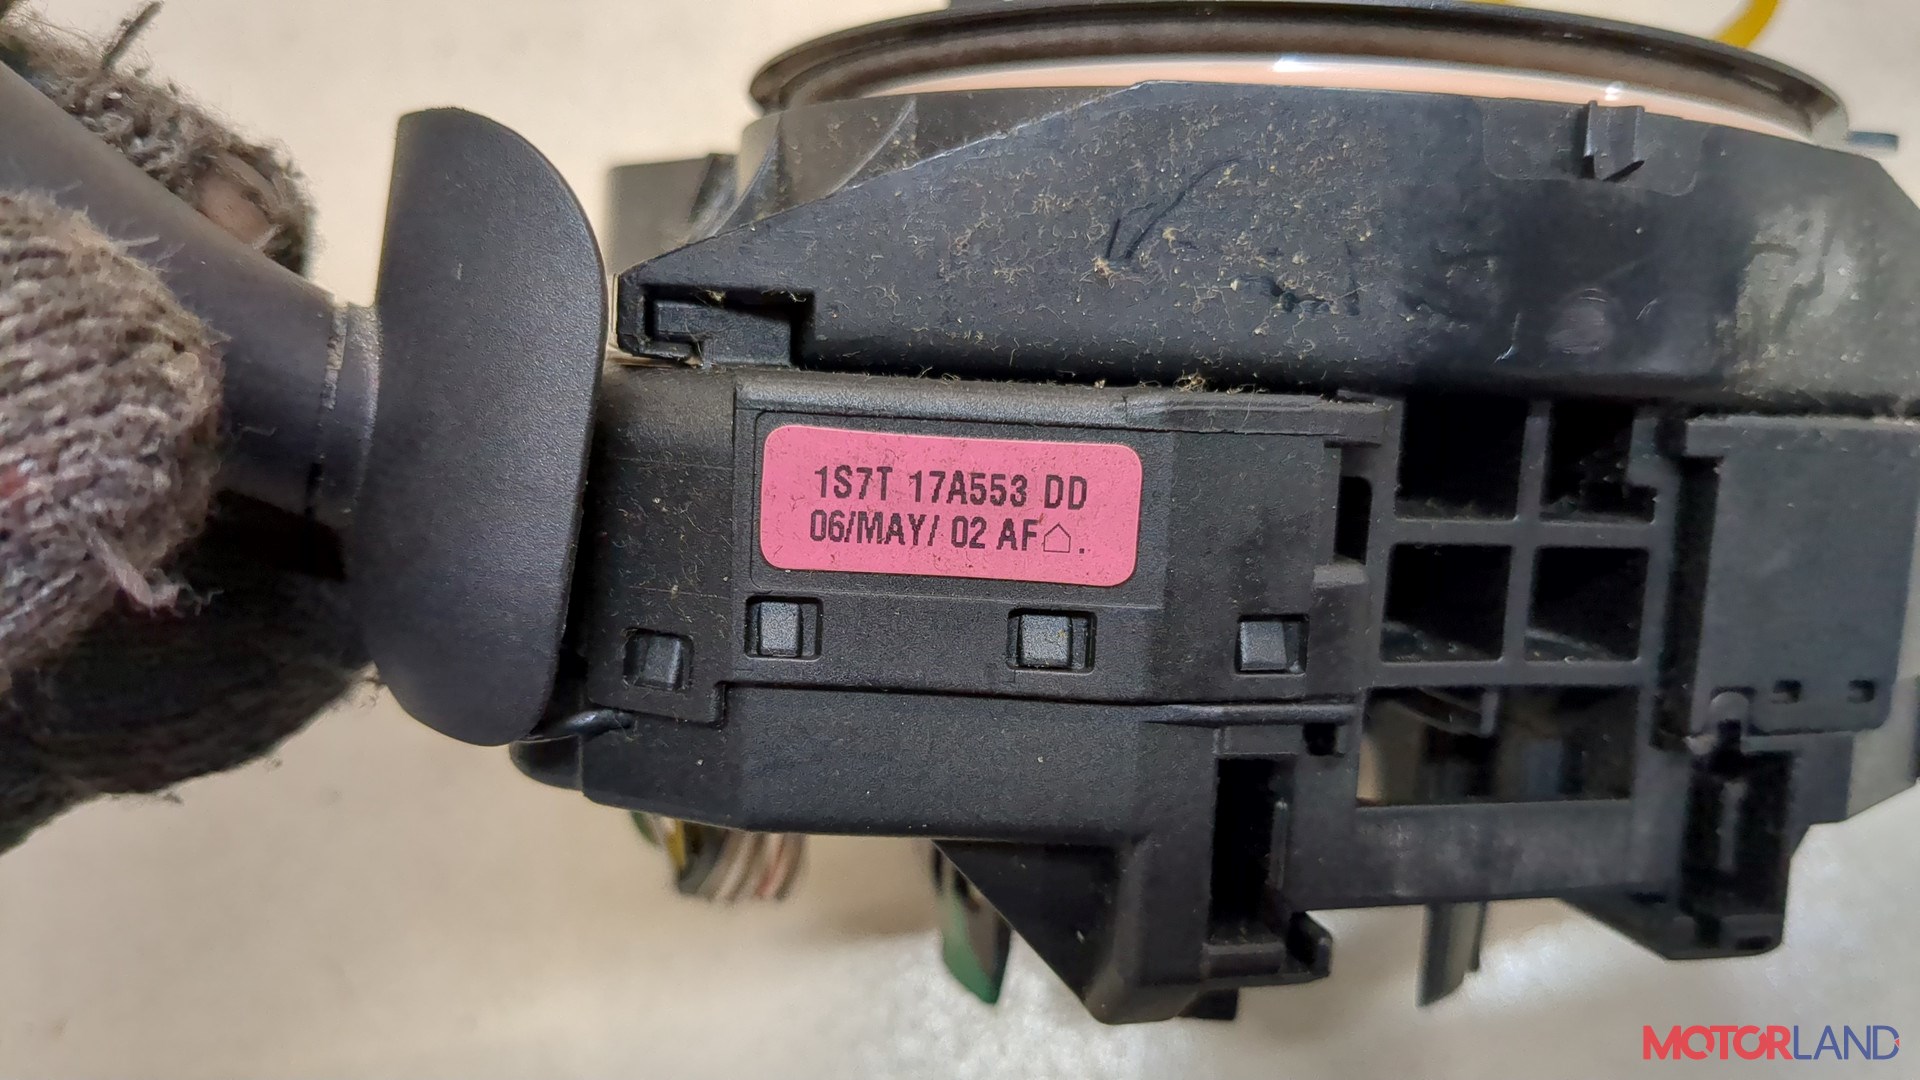 1S7T 17A553 DD
06/MAY/ 02 AF⌂.
MOTORLAND